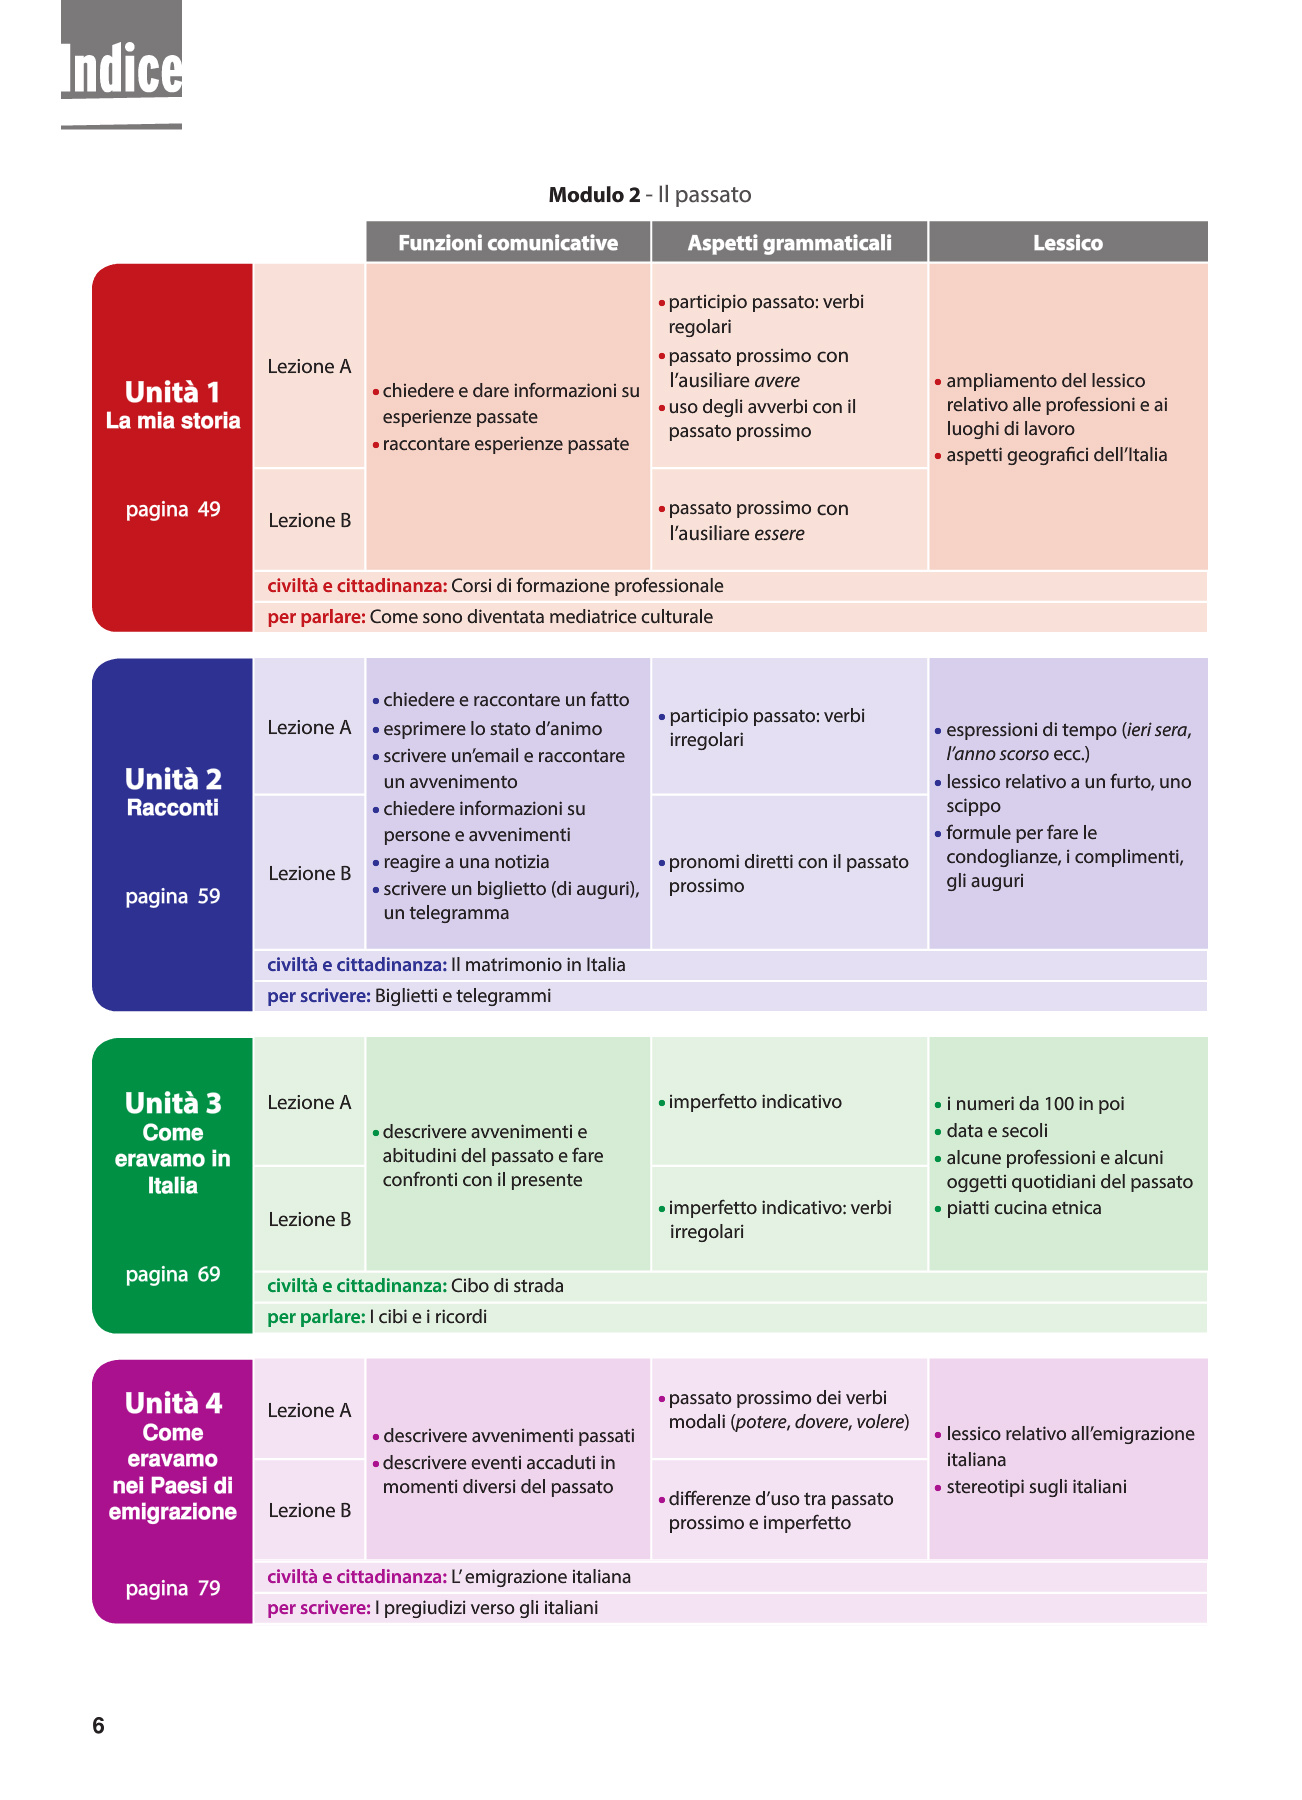 Indice
Modulo 2 - Il passato
Funzioni comunicative
Aspetti grammaticali
Lessico
Unità 1
La mia storia
pagina 49
Lezione A
Lezione B
• chiedere e dare informazioni su
esperienze passate
• raccontare esperienze passate
• participio passato: verbi
regolari
• passato prossimo con
l’ausiliare avere
• uso degli avverbi con il
passato prossimo
• passato prossimo con
l’ausiliare essere
• ampliamento del lessico
relativo alle professioni e ai
luoghi di lavoro
• aspetti geografici dell’Italia
civiltà e cittadinanza: Corsi di formazione professionale
per parlare: Come sono diventata mediatrice culturale
Unità 2
Racconti
pagina 59
Lezione A
Lezione B
• chiedere e raccontare un fatto
• esprimere lo stato d’animo
• scrivere un’email e raccontare
un avvenimento
• chiedere informazioni su
persone e avvenimenti
• reagire a una notizia
• scrivere un biglietto (di auguri),
un telegramma
• participio passato: verbi
irregolari
• pronomi diretti con il passato
prossimo
• espressioni di tempo (ieri sera,
l’anno scorso ecc.)
• lessico relativo a un furto, uno
scippo
• formule per fare le
condoglianze, i complimenti,
gli auguri
civiltà e cittadinanza: Il matrimonio in Italia
per scrivere: Biglietti e telegrammi
Unità 3
Come
eravamo in
Italia
pagina 69
Lezione A
Lezione B
• descrivere avvenimenti e
abitudini del passato e fare
confronti con il presente
• imperfetto indicativo
• imperfetto indicativo: verbi
irregolari
• i numeri da 100 in poi
• data e secoli
• alcune professioni e alcuni
oggetti quotidiani del passato
• piatti cucina etnica
civiltà e cittadinanza: Cibo di strada
per parlare: I cibi e i ricordi
Unità 4
Come
eravamo
nei Paesi di
emigrazione
pagina 79
Lezione A
Lezione B
• descrivere avvenimenti passati
• descrivere eventi accaduti in
momenti diversi del passato
• passato prossimo dei verbi
modali (potere, dovere, volere)
• differenze d’uso tra passato
prossimo e imperfetto
• lessico relativo all’emigrazione
italiana
• stereotipi sugli italiani
civiltà e cittadinanza: L’ emigrazione italiana
per scrivere: I pregiudizi verso gli italiani
6